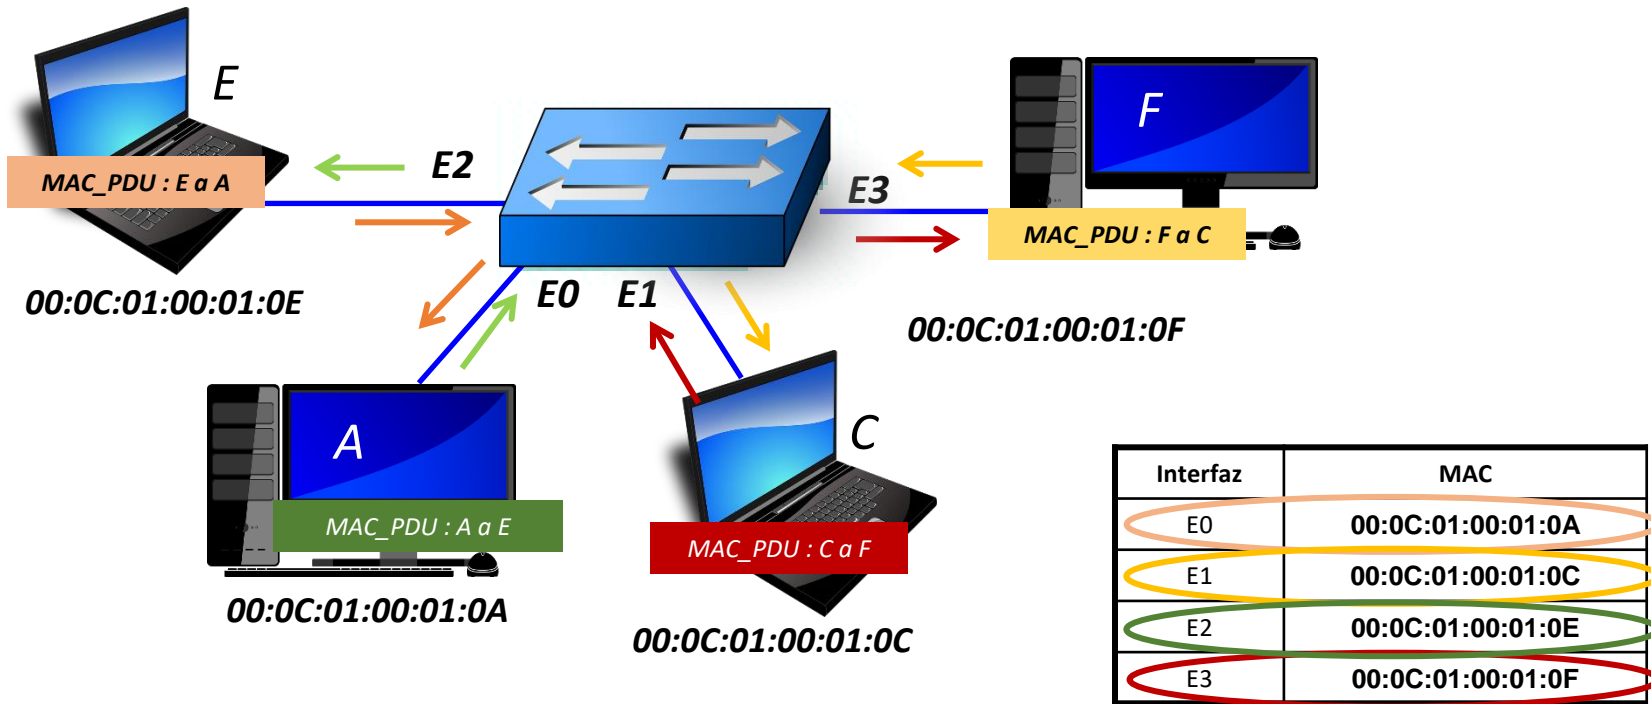 E
F
E2
MAC_PDU : E a A
E3
MAC_PDU : F a C
00:0C:01:00:01:0E
E0
E1
00:0C:01:00:01:0F
A
C
MAC_PDU : A a E
MAC_PDU : C a F
00:0C:01:00:01:0A
00:0C:01:00:01:0C
Interfaz MAC
E0 00:0C:01:00:01:0A
E1 00:0C:01:00:01:0C
E2 00:0C:01:00:01:0E
E3 00:0C:01:00:01:0F